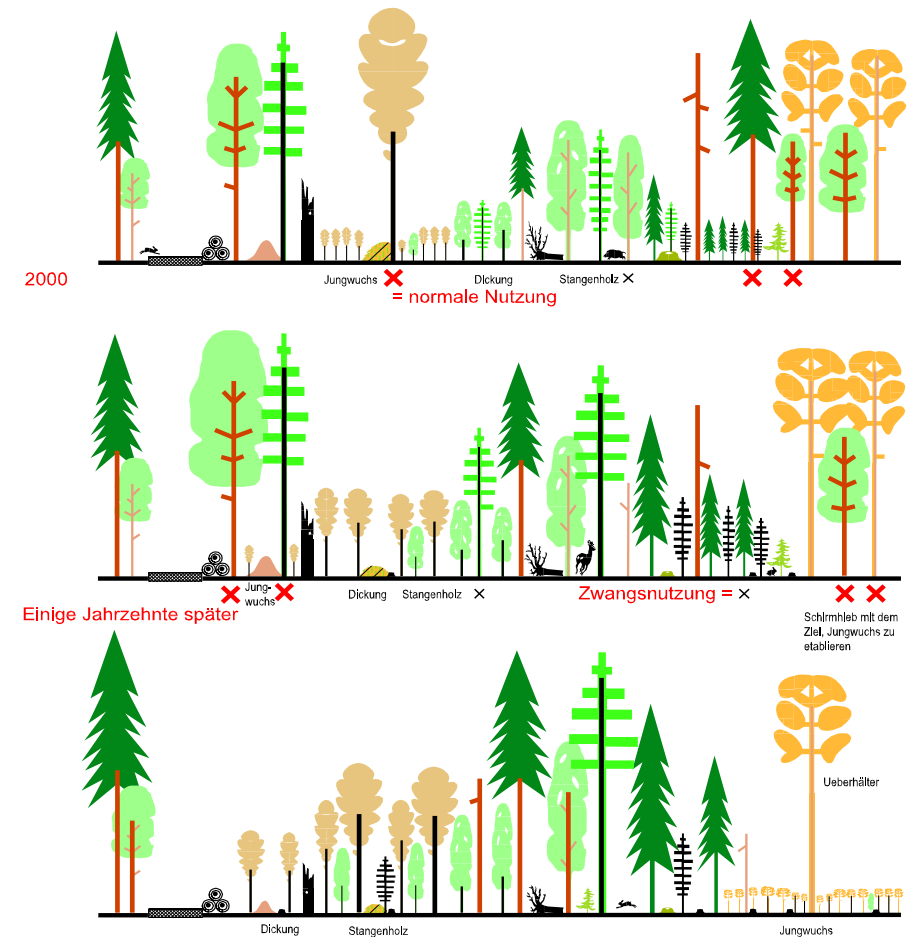 2000
Jungwuchs
Dickung
Stangenholz
= normale Nutzung
Jung-
wuchs
Dickung
Stangenholz
Zwangsnutzung =
Einige Jahrzehnte später
Schirmhieb mit dem
Ziel, Jungwuchs zu
etablieren
Ueberhälter
Dickung
Stangenholz
Jungwuchs